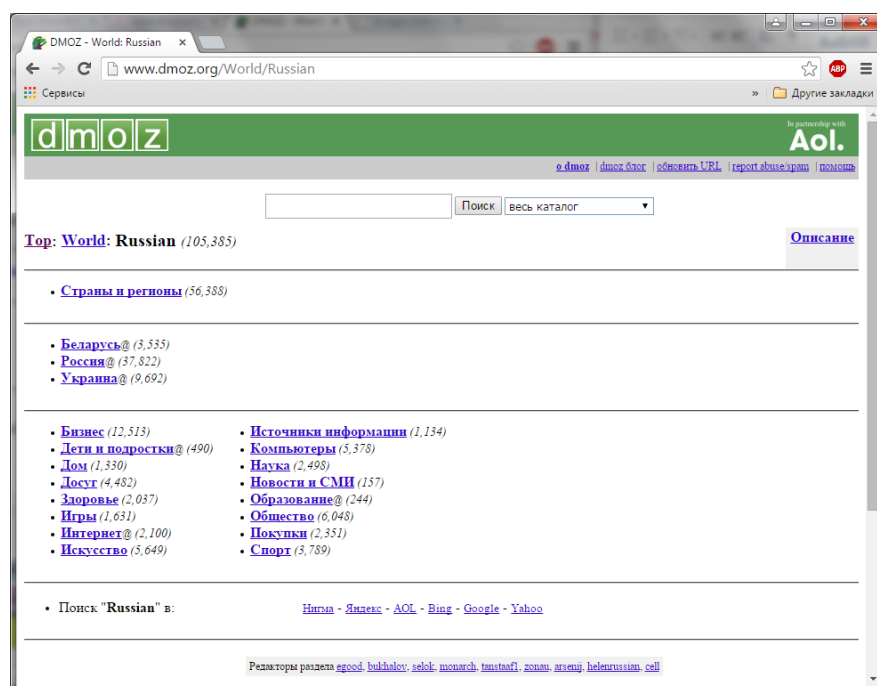 DMOZ - World: Russian
www.dmoz.org/World/Russian
ABP
Сервисы » Другие закладки
dmoz In partnership with Aol.
о dmoz | dmoz блог | обновить URL | report abuse/spam | помощь
Поиск весь каталог
Top: World: Russian (105,385) Описание
• Страны и регионы (56,388)
• Беларусь@ (3,535)
• Россия@ (37,822)
• Украина@ (9,692)
• Бизнес (12,513) • Источники информации (1,134)
• Дети и подростки@ (490) • Компьютеры (5,378)
• Дом (1,330) • Наука (2,498)
• Досуг (4,482) • Новости и СМИ (157)
• Здоровье (2,037) • Образование@ (244)
• Игры (1,631) • Общество (6,048)
• Интернет@ (2,100) • Покупки (2,351)
• Искусство (5,649) • Спорт (3,789)
• Поиск "Russian" в: Нигма - Яндекс - AOL - Bing - Google - Yahoo
Редакторы раздела egood, bukhalov, selok, monarch, tanstaafl, zonau, arsenij, helenrussian, cell